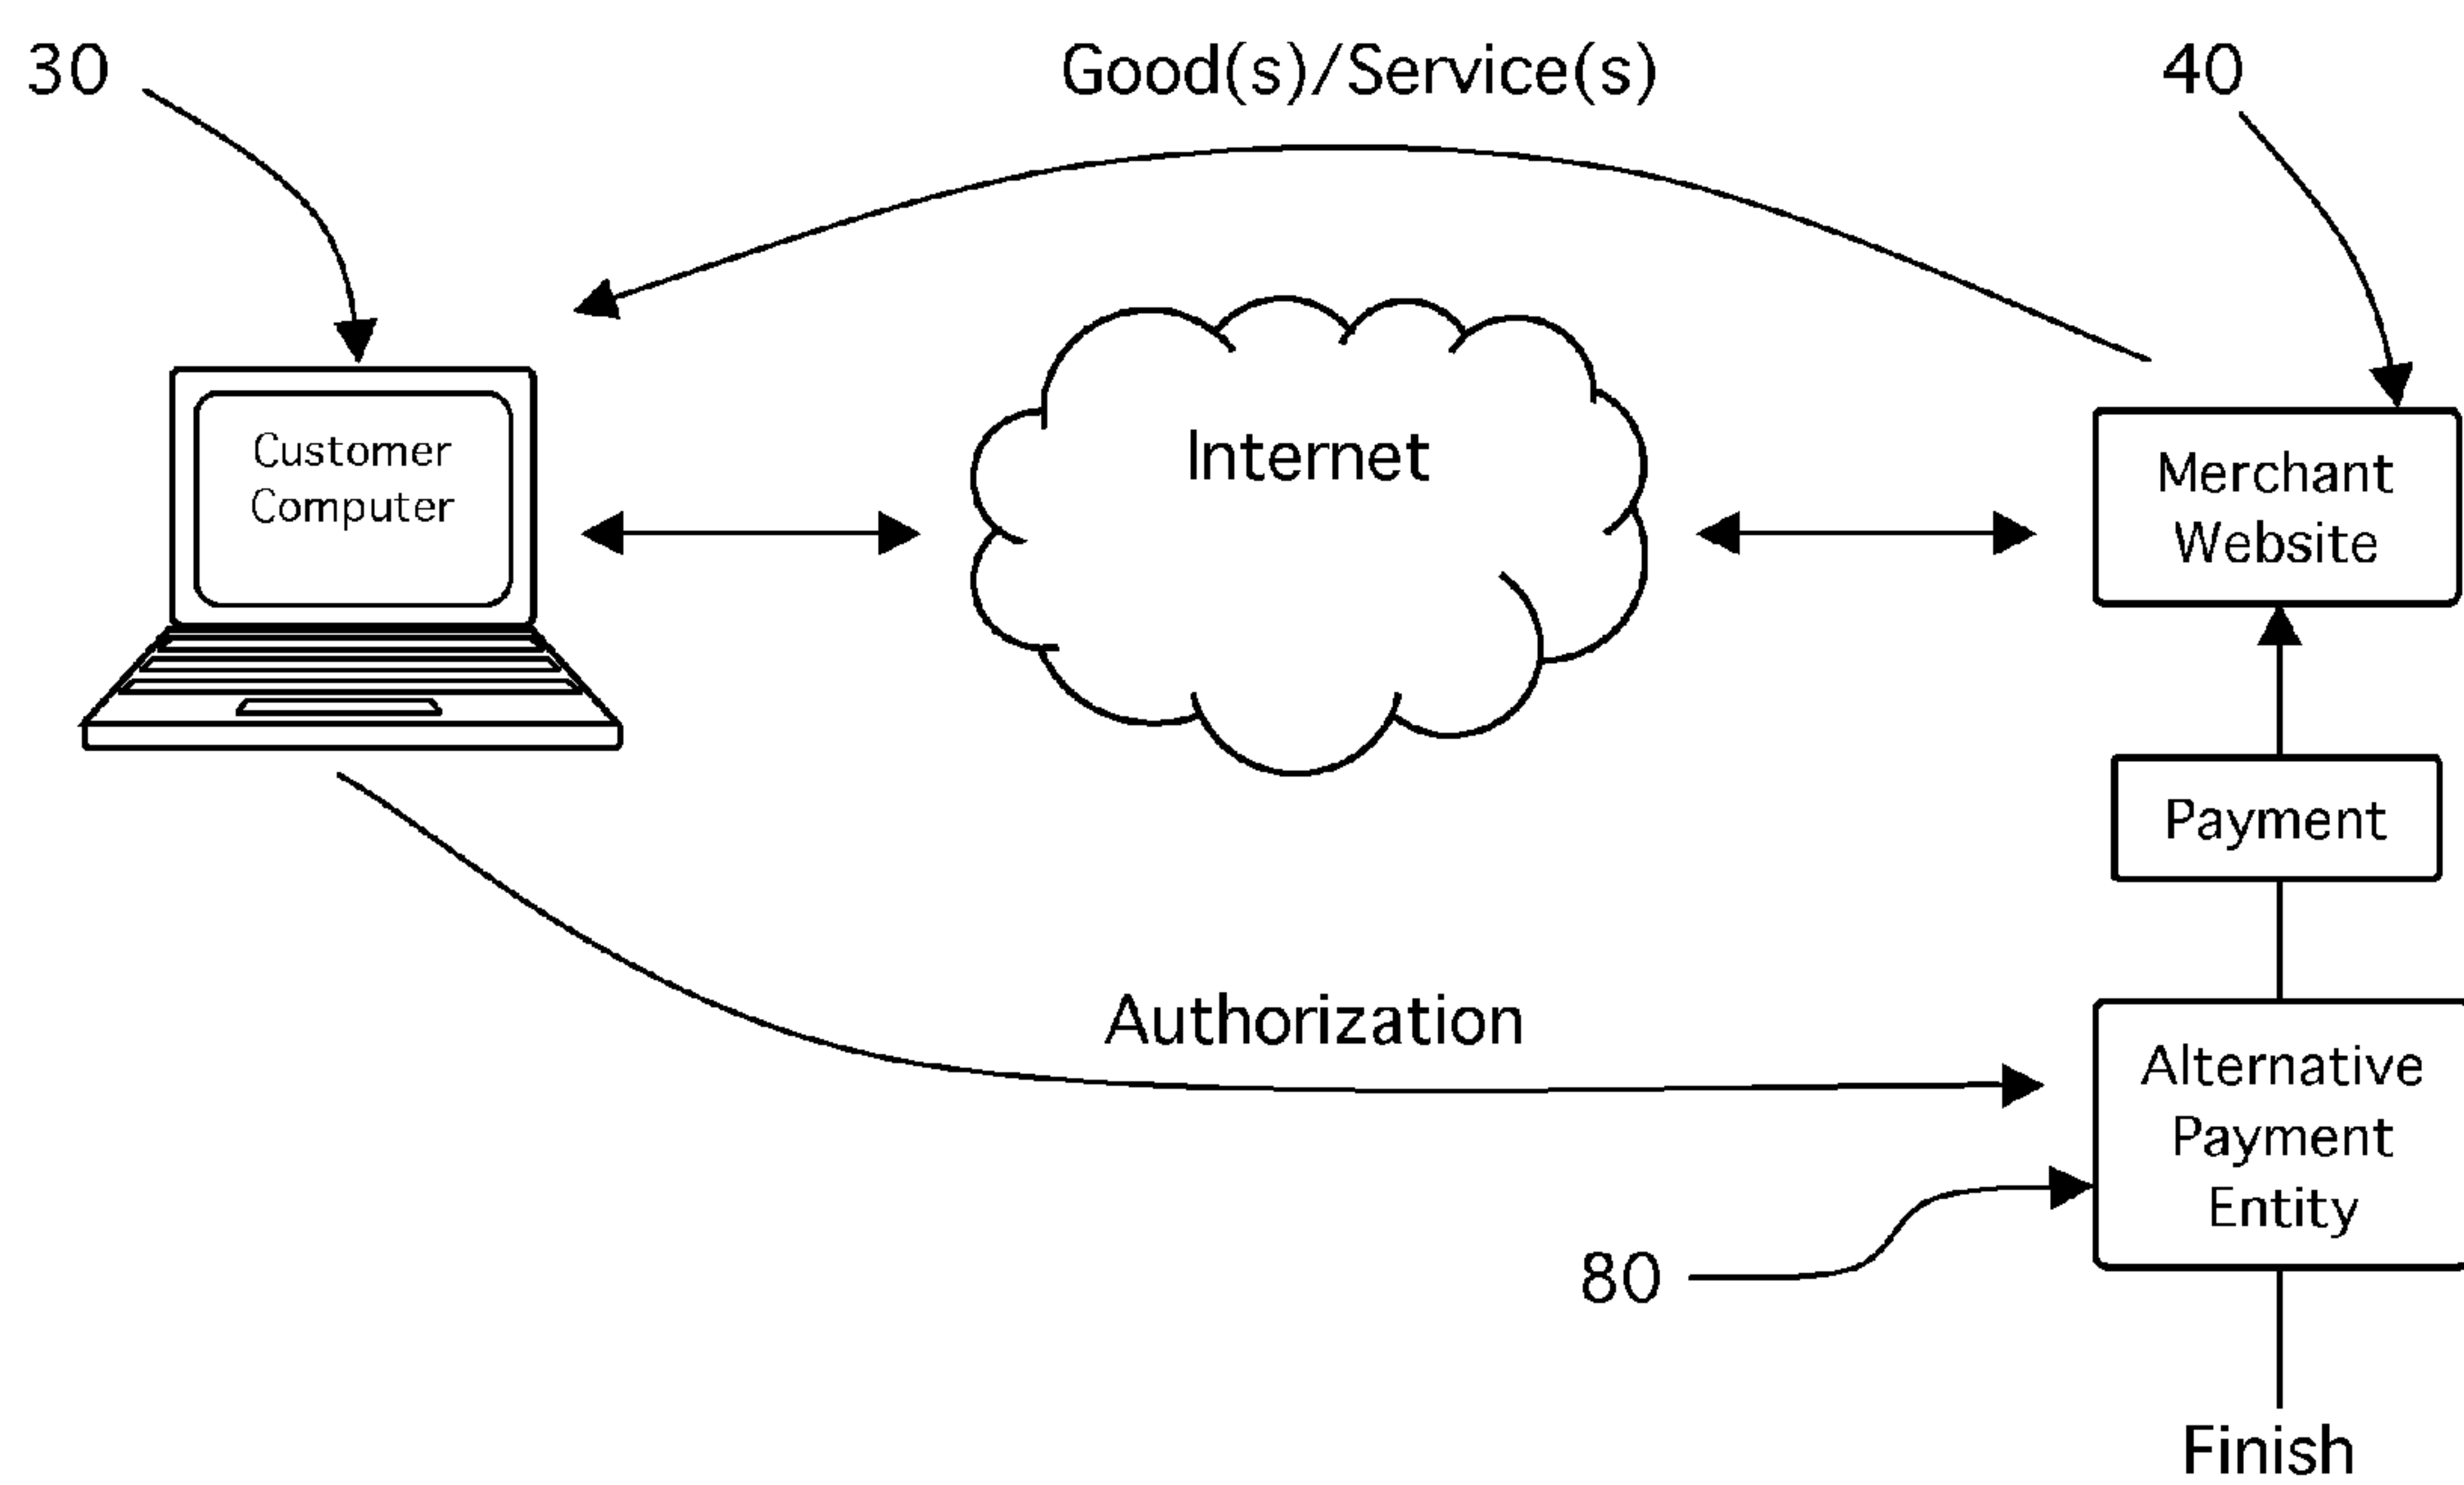 30
Good(s)/Service(s)
40
Customer
Computer
Internet
Merchant
Website
Payment
Authorization
Alternative
Payment
Entity
80
Finish